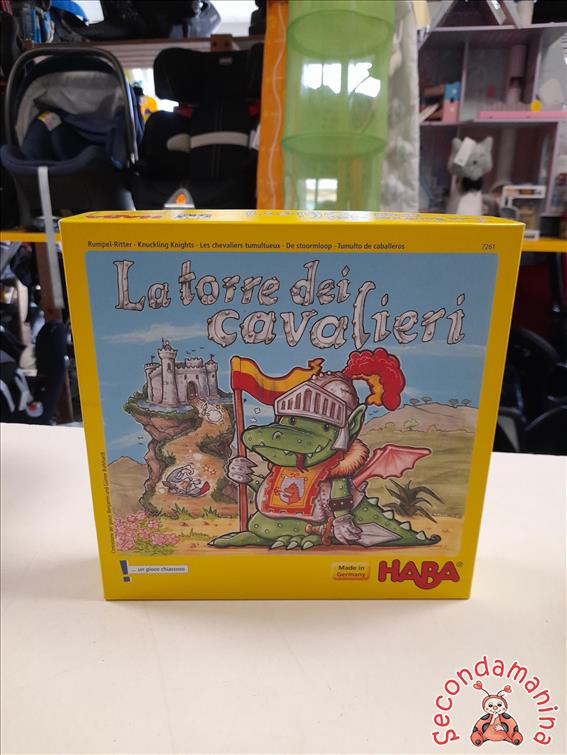 HABA
Rumpel-Ritter · Knuckling Knights · Les chevaliers tumultueux · De stoormloop · Tumulto de caballeros
7261
La torre dei
cavalieri
... un gioco chiassoso
Made in
Germany
HABA®
Secondamanina